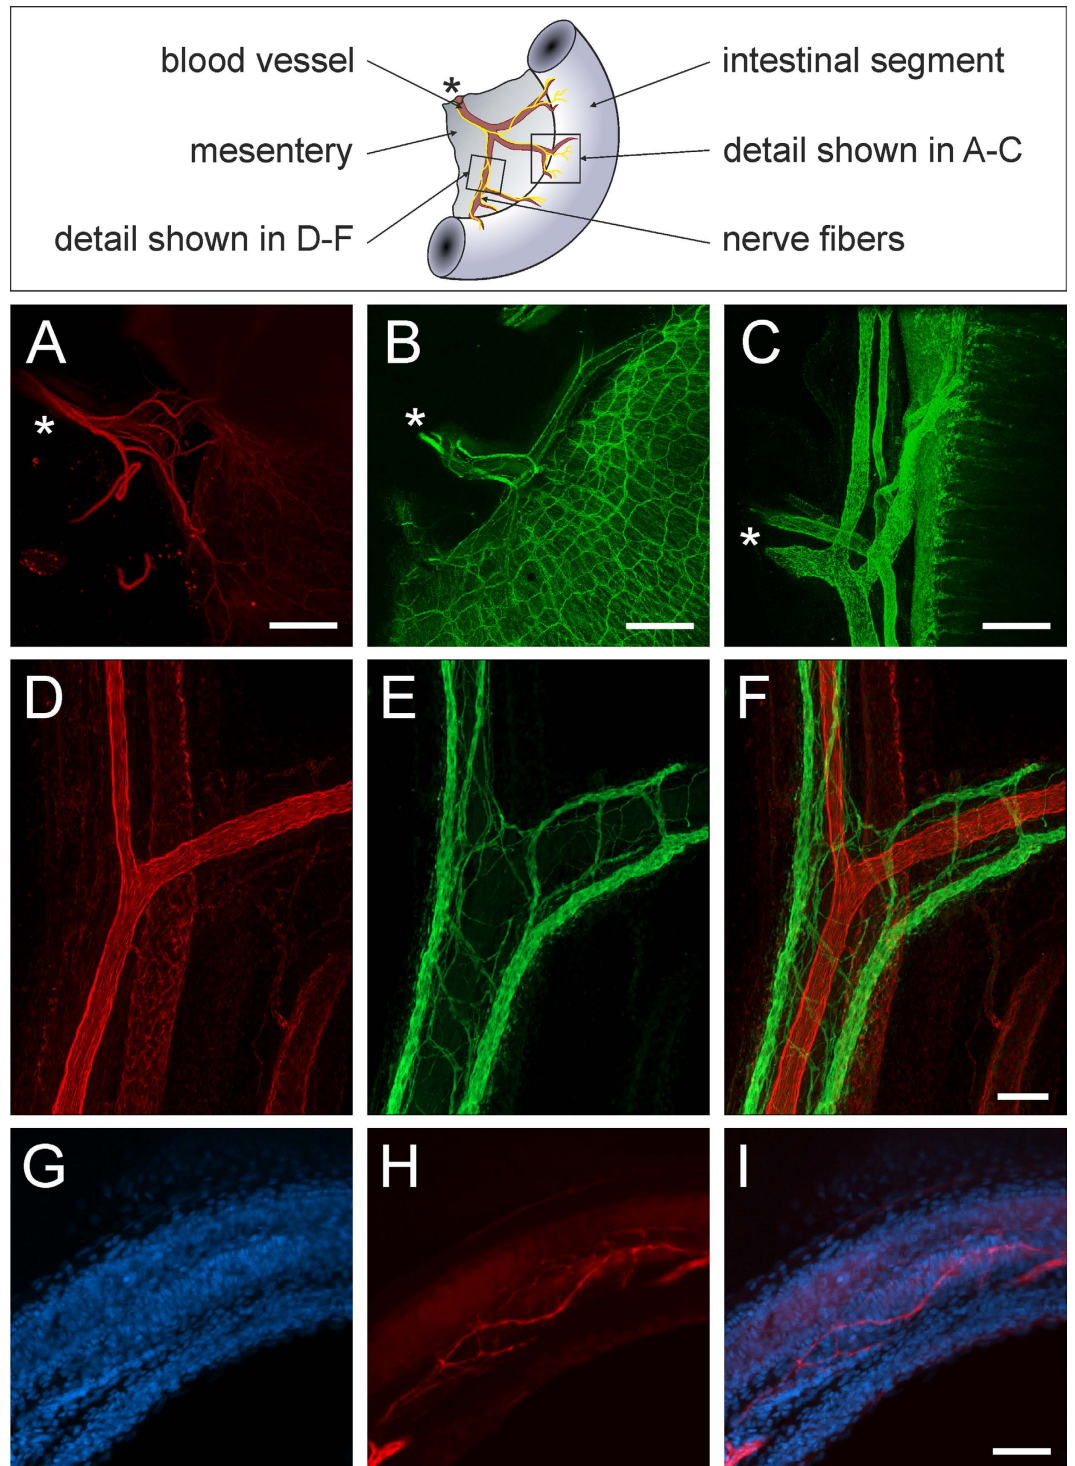 blood vessel
*
intestinal segment
mesentery
detail shown in A-C
detail shown in D-F
nerve fibers
A
*
B
*
C
*
D
E
F
G
H
I